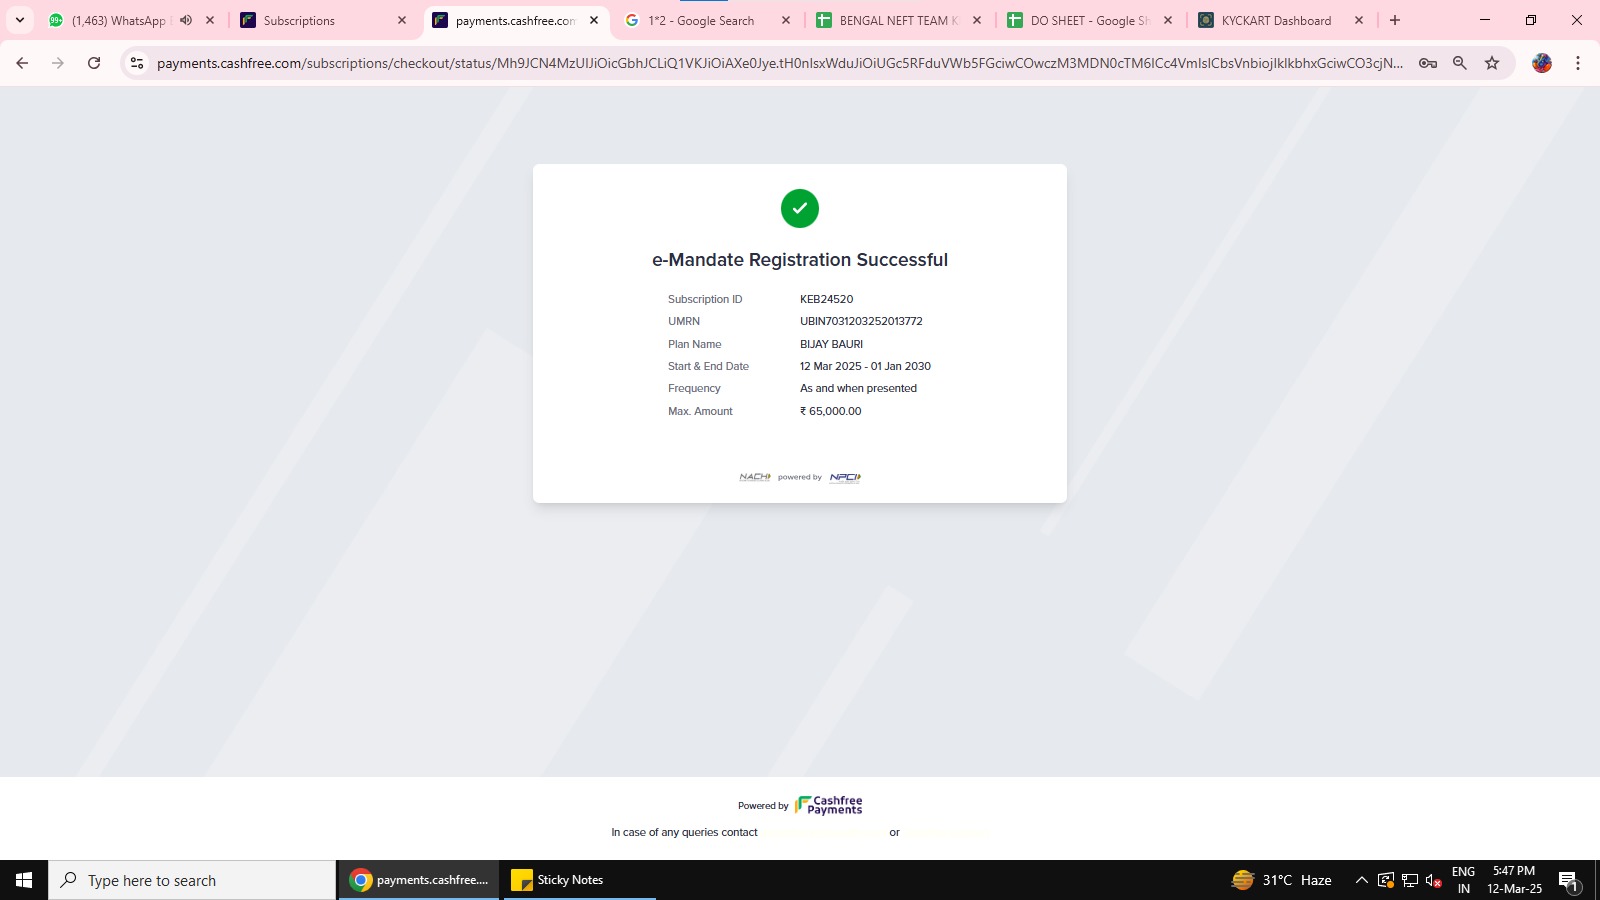 (1,463) WhatsApp
Subscriptions
payments.cashfree.com
1*2 - Google Search
BENGAL NEFT TEAM K
DO SHEET - Google Sh
KYCKART Dashboard
payments.cashfree.com/subscriptions/checkout/status/
e-Mandate Registration Successful
Subscription ID KEB24520
UMRN UBIN7031203252013772
Plan Name BIJAY BAURI
Start & End Date 12 Mar 2025 - 01 Jan 2030
Frequency As and when presented
Max. Amount ₹ 65,000.00
NACH powered by NPCI
Powered by Cashfree Payments
In case of any queries contact or
Type here to search
payments.cashfree....
Sticky Notes
31°C Haze
ENG
IN
5:47 PM
12-Mar-25
1